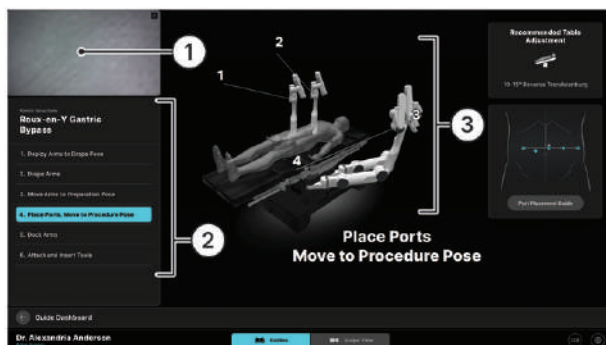 1
2
3
Roux-en-Y Gastric
Bypass
1. Deploy Arms to Drape Pose
2. Drape Arms
3. Move Arms to Preparation Pose
4. Place Ports, Move to Procedure Pose
5. Dock Arms
6. Attach and Insert Tools
1
2
3
4
Place Ports
Move to Procedure Pose
Recommended Table
Adjustment
10-15° Reverse Trendelenburg
Port Placement Guide
Guide Dashboard
Dr. Alexandria Anderson